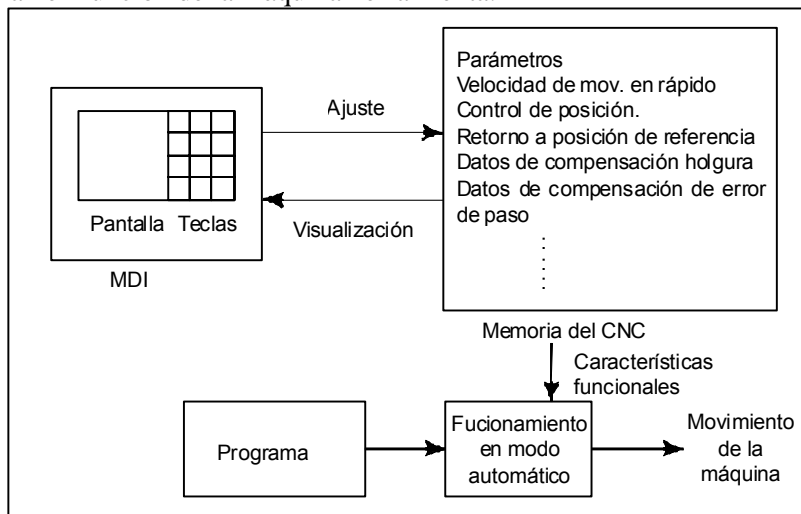 Parámetros
Velocidad de mov. en rápido
Control de posición.
Retorno a posición de referencia
Datos de compensación holgura
Datos de compensación de error
de paso
Ajuste
Visualización
Pantalla Teclas
MDI
Memoria del CNC
Características
funcionales
Programa
Fucionamiento
en modo
automático
Movimiento
de la
máquina